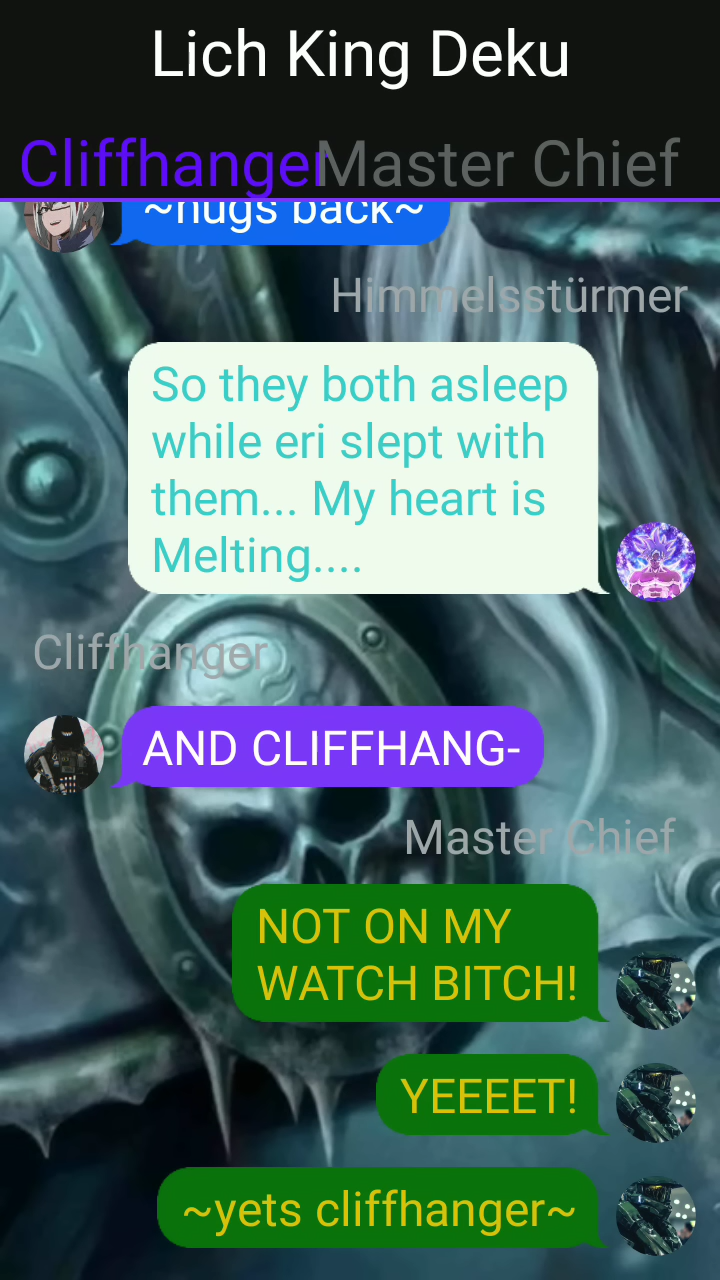 Lich King Deku
Cliffhanger Master Chief
~hugs back~
Himmelsstürmer
So they both asleep
while eri slept with
them... My heart is
Melting....
Cliffhanger
AND CLIFFHANG-
Master Chief
NOT ON MY
WATCH BITCH!
YEEEET!
~yets cliffhanger~